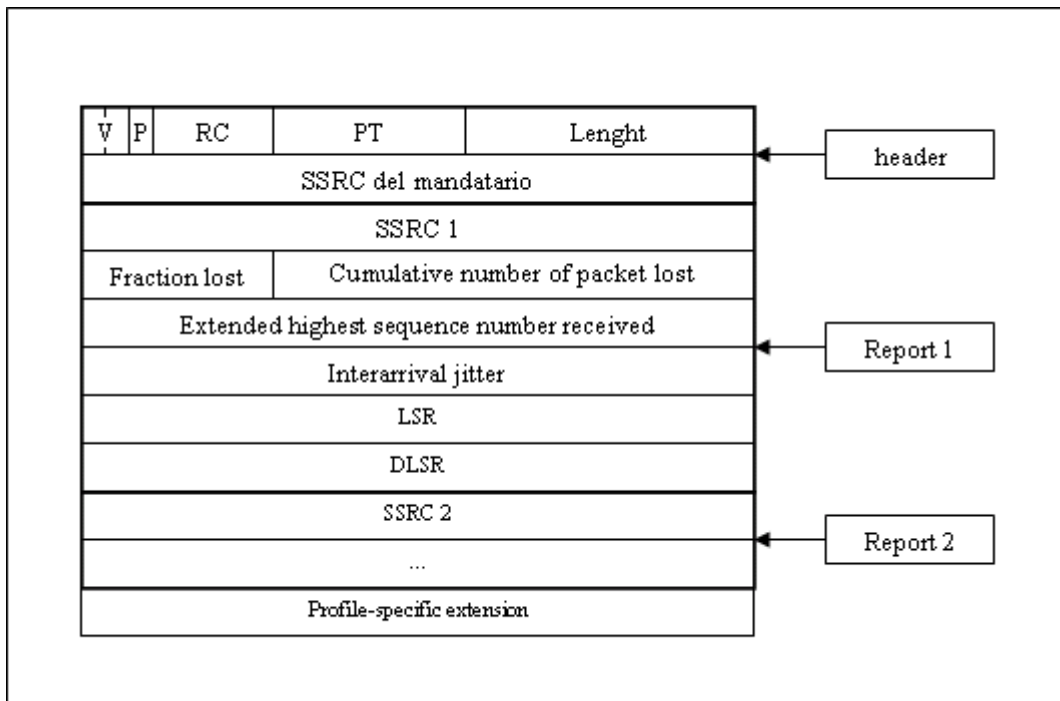 V P RC PT Lenght
header
SSRC del mandatario
SSRC 1
Fraction lost Cumulative number of packet lost
Extended highest sequence number received
Report 1
Interarrival jitter
LSR
DLSR
SSRC 2
Report 2
...
Profile-specific extension